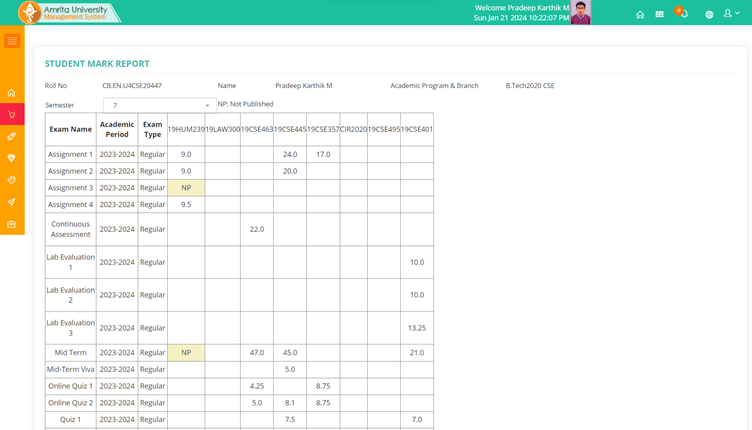 Amrita University
Management System
Welcome Pradeep Karthik M
Sun Jan 21 2024 10:22:07 PM
9
STUDENT MARK REPORT
Roll No CB.EN.U4CSE20447 Name Pradeep Karthik M Academic Program & Branch B.Tech2020 CSE
Semester 7 NP: Not Published
Exam Name Academic Period Exam Type 19HUM239 19LAW300 19CSE463 19CSE445 19CSE357 CIR2020 19CSE495 19CSE401
Assignment 1 2023-2024 Regular 9.0 24.0 17.0
Assignment 2 2023-2024 Regular 9.0 20.0
Assignment 3 2023-2024 Regular NP
Assignment 4 2023-2024 Regular 9.5
Continuous Assessment 2023-2024 Regular 22.0
Lab Evaluation 1 2023-2024 Regular 10.0
Lab Evaluation 2 2023-2024 Regular 10.0
Lab Evaluation 3 2023-2024 Regular 13.25
Mid Term 2023-2024 Regular NP 47.0 45.0 21.0
Mid-Term Viva 2023-2024 Regular 5.0
Online Quiz 1 2023-2024 Regular 4.25 8.75
Online Quiz 2 2023-2024 Regular 5.0 8.1 8.75
Quiz 1 2023-2024 Regular 7.5 7.0